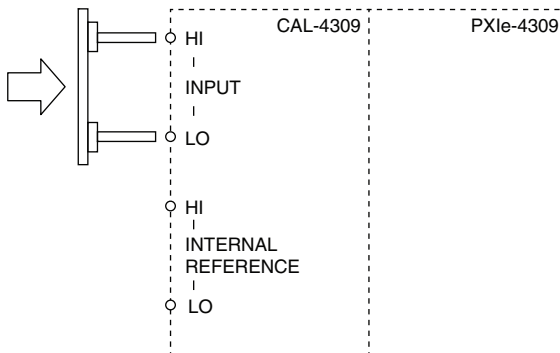 CAL-4309
PXIe-4309
HI
INPUT
LO
HI
INTERNAL
REFERENCE
LO